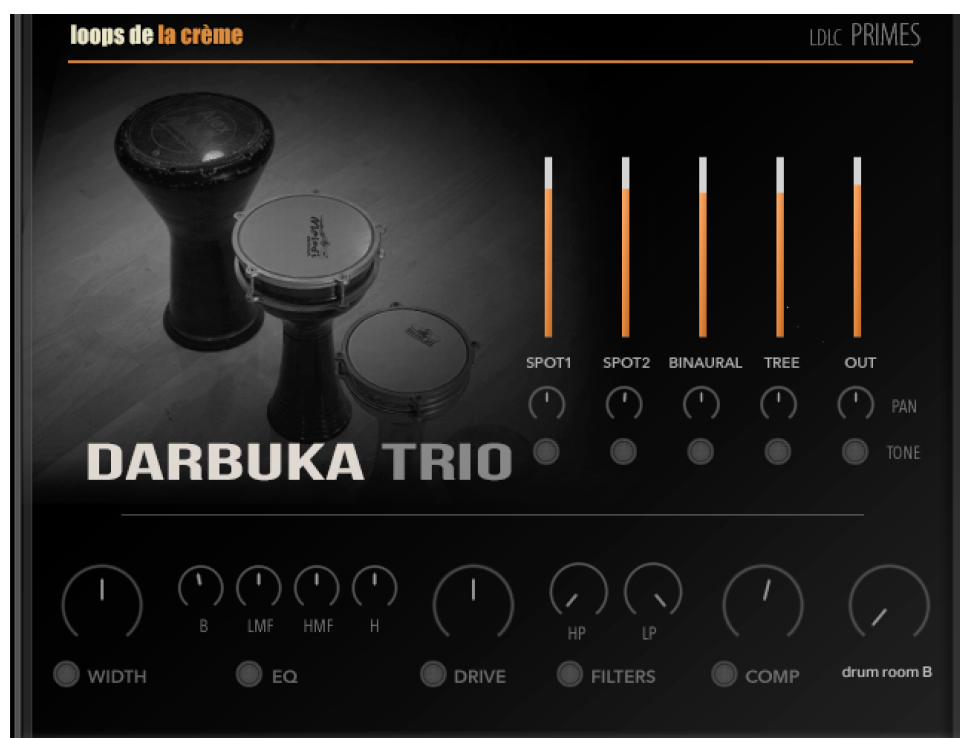 loops de la crème
LDLC PRIMES
SPOT1 SPOT2 BINAURAL TREE OUT
PAN
TONE
DARBUKA TRIO
B LMF HMF H
HP LP
WIDTH EQ DRIVE FILTERS COMP drum room B